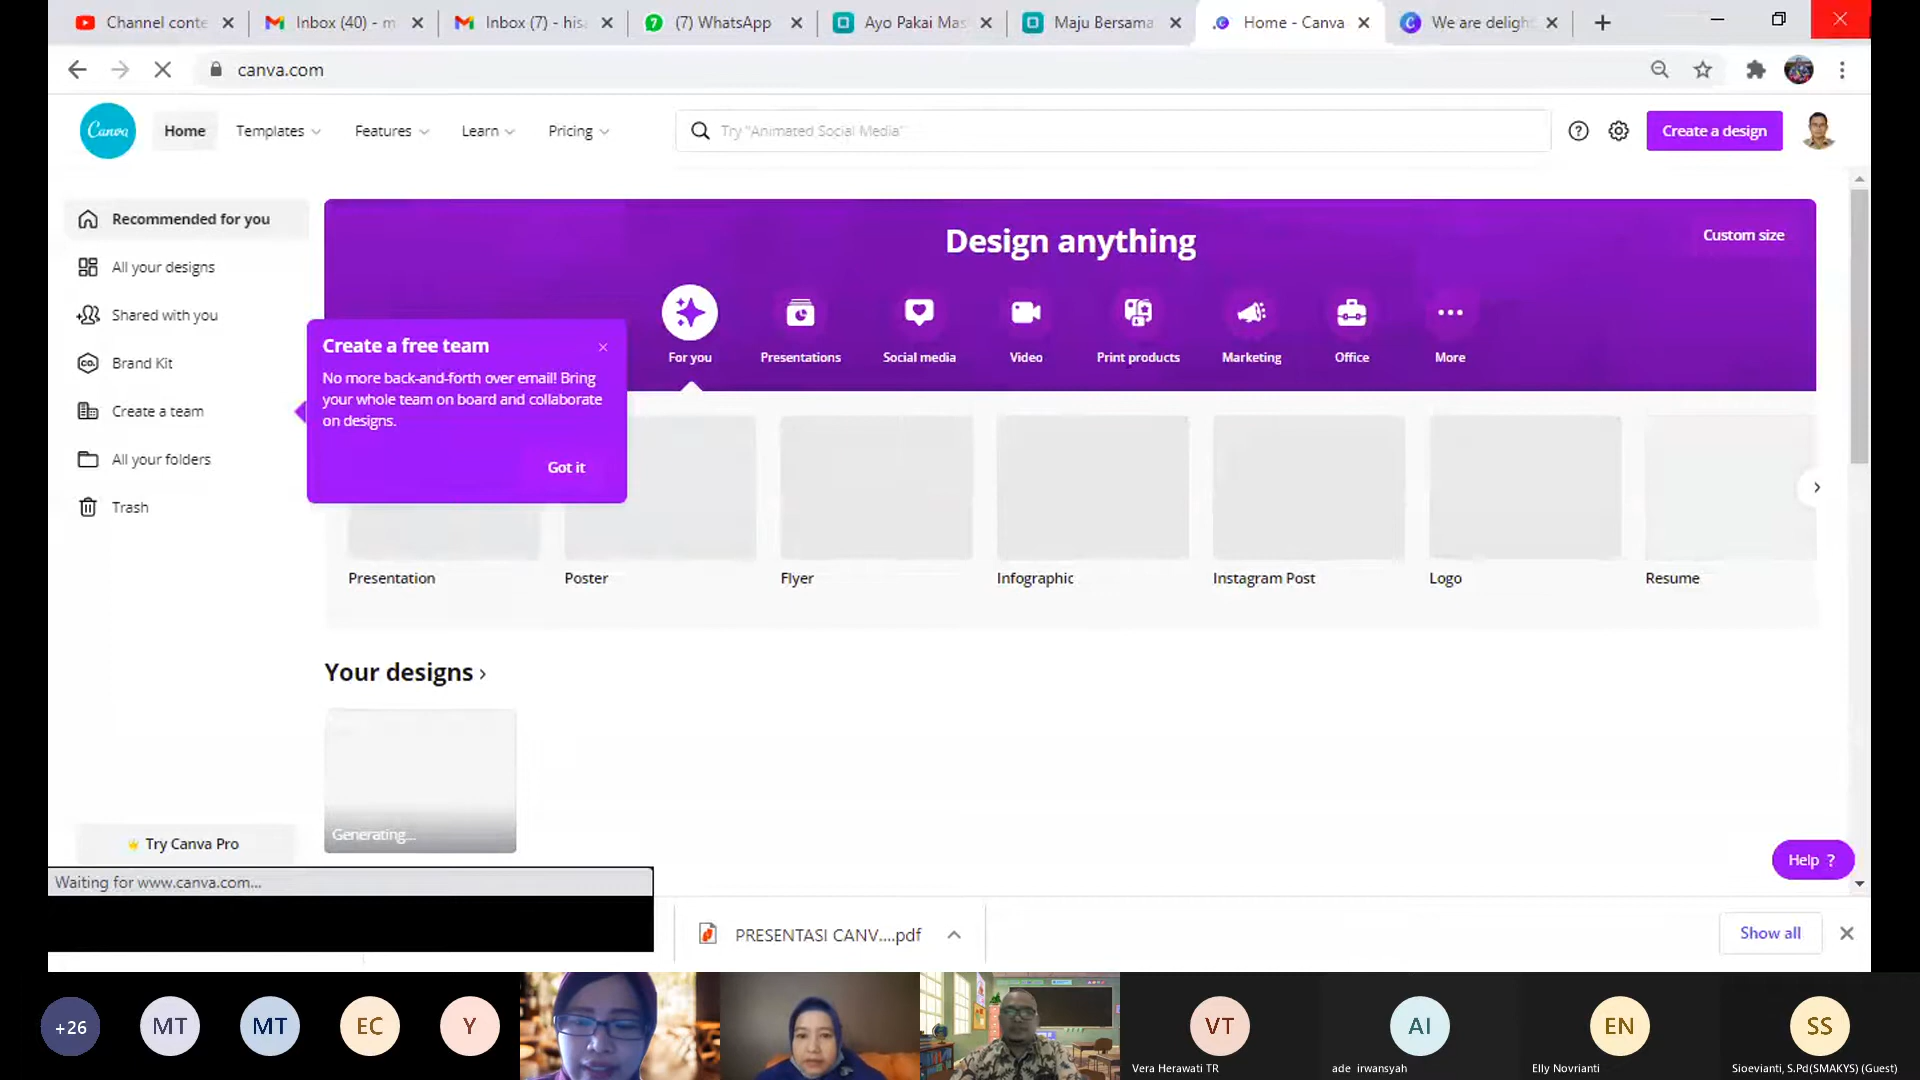 Channel conte
Inbox (40) - m
Inbox (7) - his
(7) WhatsApp
Ayo Pakai Mas
Maju Bersama
Home - Canva
We are deligh
canva.com
Canva
Home
Templates
Features
Learn
Pricing
Try "Animated Social Media"
Create a design
Recommended for you
All your designs
Shared with you
Brand Kit
Create a team
All your folders
Trash
Design anything
Custom size
For you
Presentations
Social media
Video
Print products
Marketing
Office
More
Create a free team
No more back-and-forth over email! Bring
your whole team on board and collaborate
on designs.
Got it
Presentation
Poster
Flyer
Infographic
Instagram Post
Logo
Resume
Your designs
Generating...
Try Canva Pro
Help ?
Waiting for www.canva.com...
PRESENTASI CANV....pdf
Show all
+26
MT
MT
EC
Y
VT
Vera Herawati TR
AI
ade irwansyah
EN
Elly Novrianti
SS
Sioevianti, S.Pd(SMAKYS) (Guest)